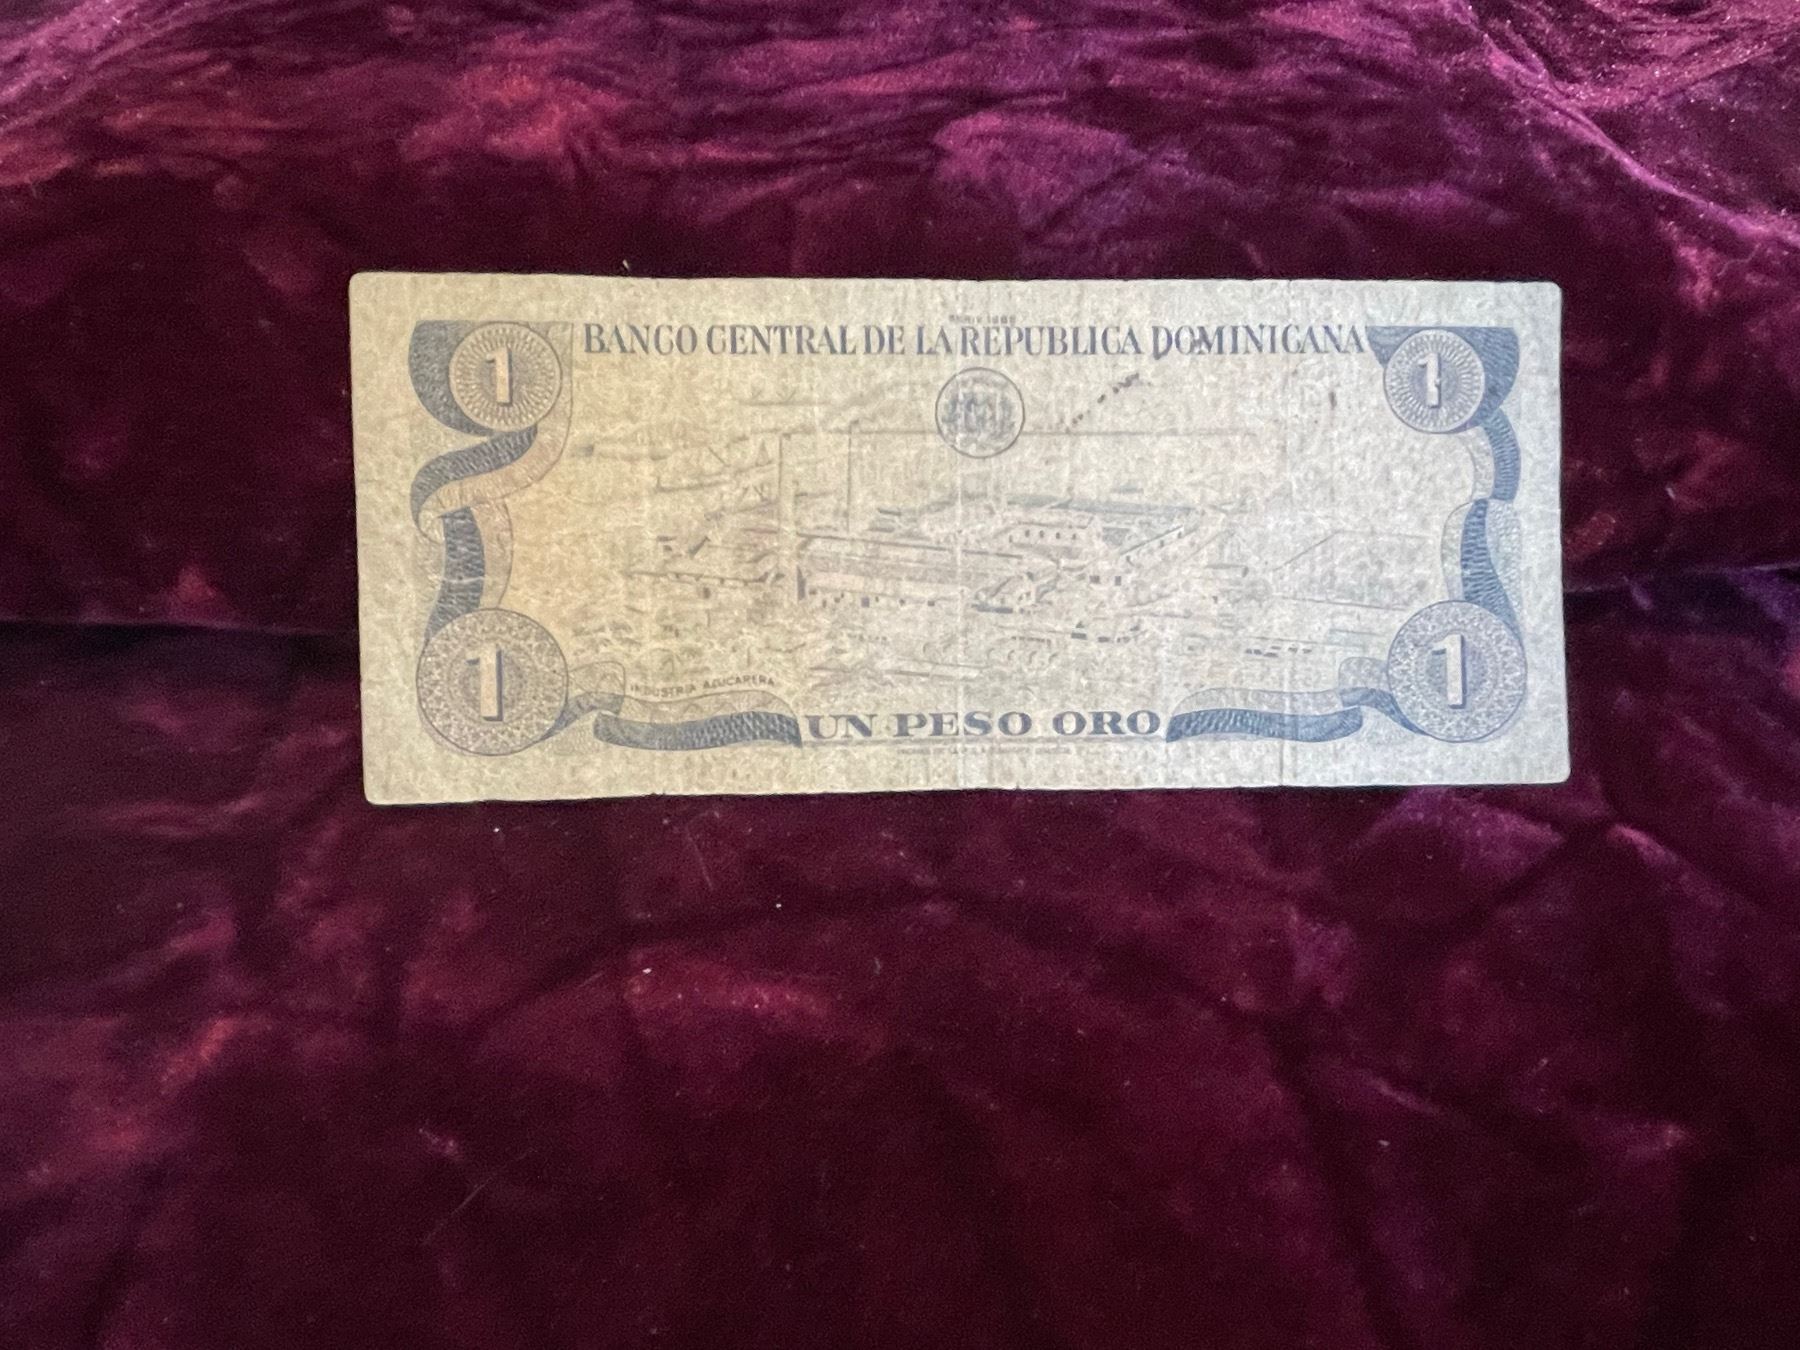 1
BANCO CENTRAL DE LA REPUBLICA DOMINICANA
1
1
INDUSTRIA AZUCARERA
UN PESO ORO
1